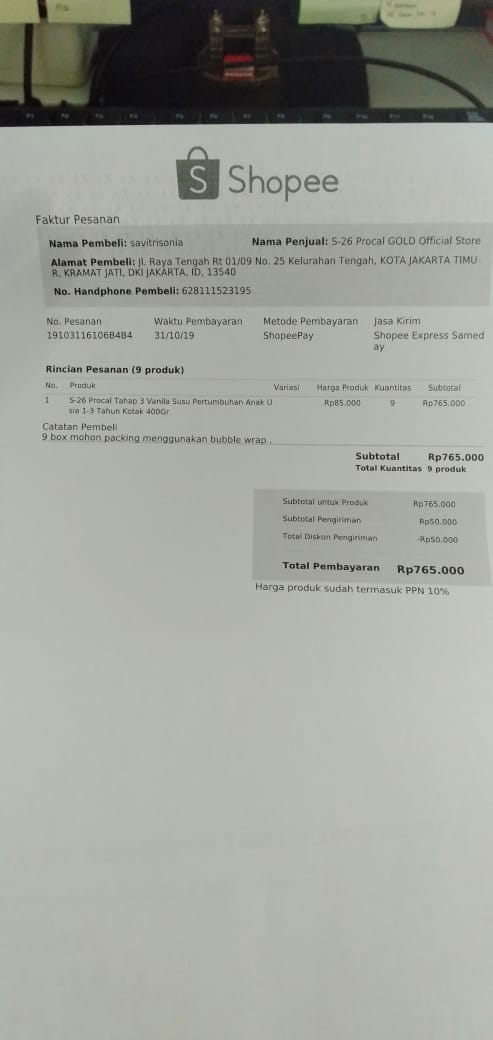 Shopee
Faktur Pesanan
Nama Pembeli: savitrisonia
Nama Penjual: S-26 Procal GOLD Official Store
Alamat Pembeli: Jl. Raya Tengah Rt 01/09 No. 25 Kelurahan Tengah, KOTA JAKARTA TIMU
R, KRAMAT JATI, DKI JAKARTA, ID, 13540
No. Handphone Pembeli: 628111523195
No. Pesanan Waktu Pembayaran Metode Pembayaran Jasa Kirim
19103116106B4B4 31/10/19 ShopeePay Shopee Express Samed
ay
Rincian Pesanan (9 produk)
No. Produk Variasi Harga Produk Kuantitas Subtotal
1 S-26 Procal Tahap 3 Vanila Susu Pertumbuhan Anak U Rp85.000 9 Rp765.000
sia 1-3 Tahun Kotak 400Gr
Catatan Pembeli
9 box mohon packing menggunakan bubble wrap .
Subtotal Rp765.000
Total Kuantitas 9 produk
Subtotal untuk Produk Rp765.000
Subtotal Pengiriman Rp50.000
Total Diskon Pengiriman -Rp50.000
Total Pembayaran Rp765.000
Harga produk sudah termasuk PPN 10%